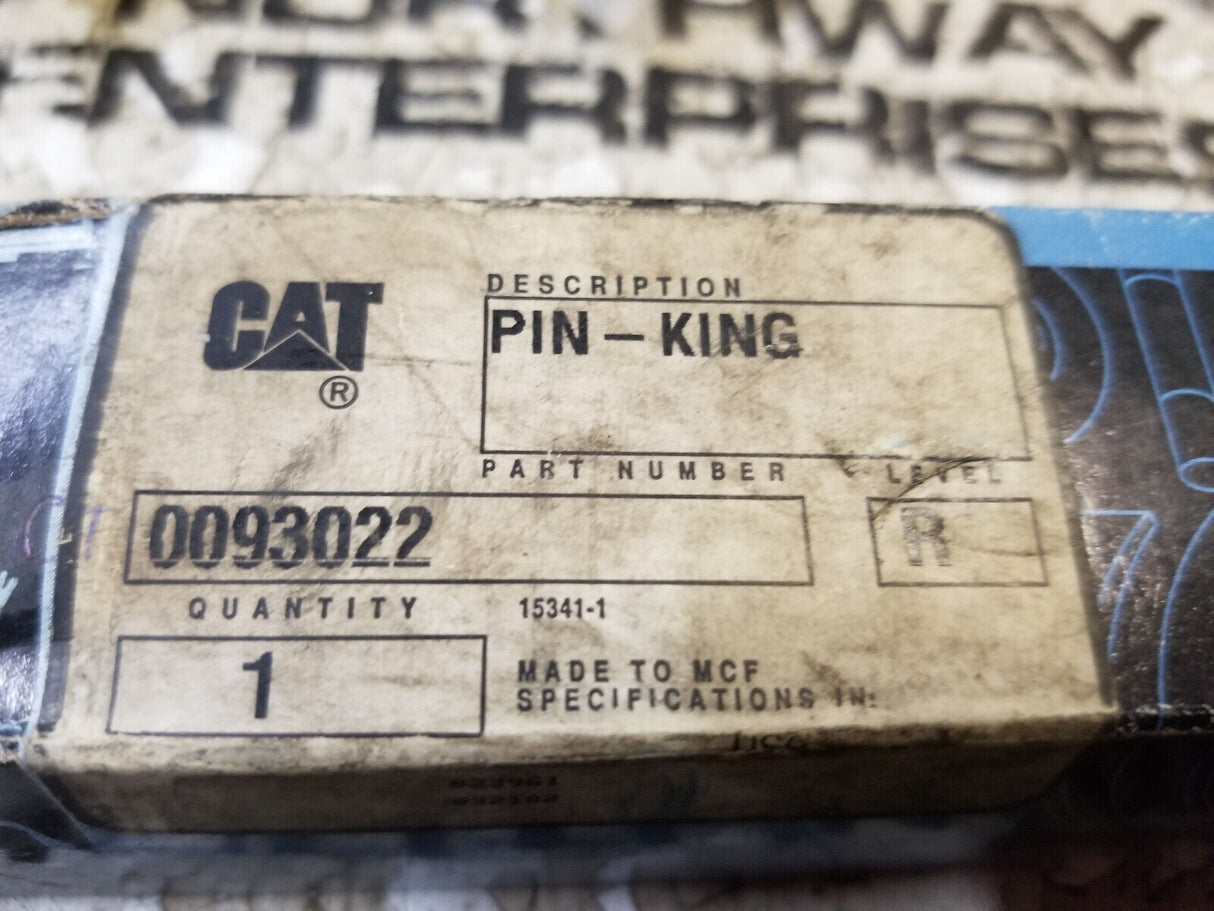 NORTHWAY
ENTERPRISES
CAT
®
DESCRIPTION
PIN-KING
PART NUMBER
LEVEL
0093022
R
QUANTITY
15341-1
1
MADE TO MCF
SPECIFICATIONS IN: